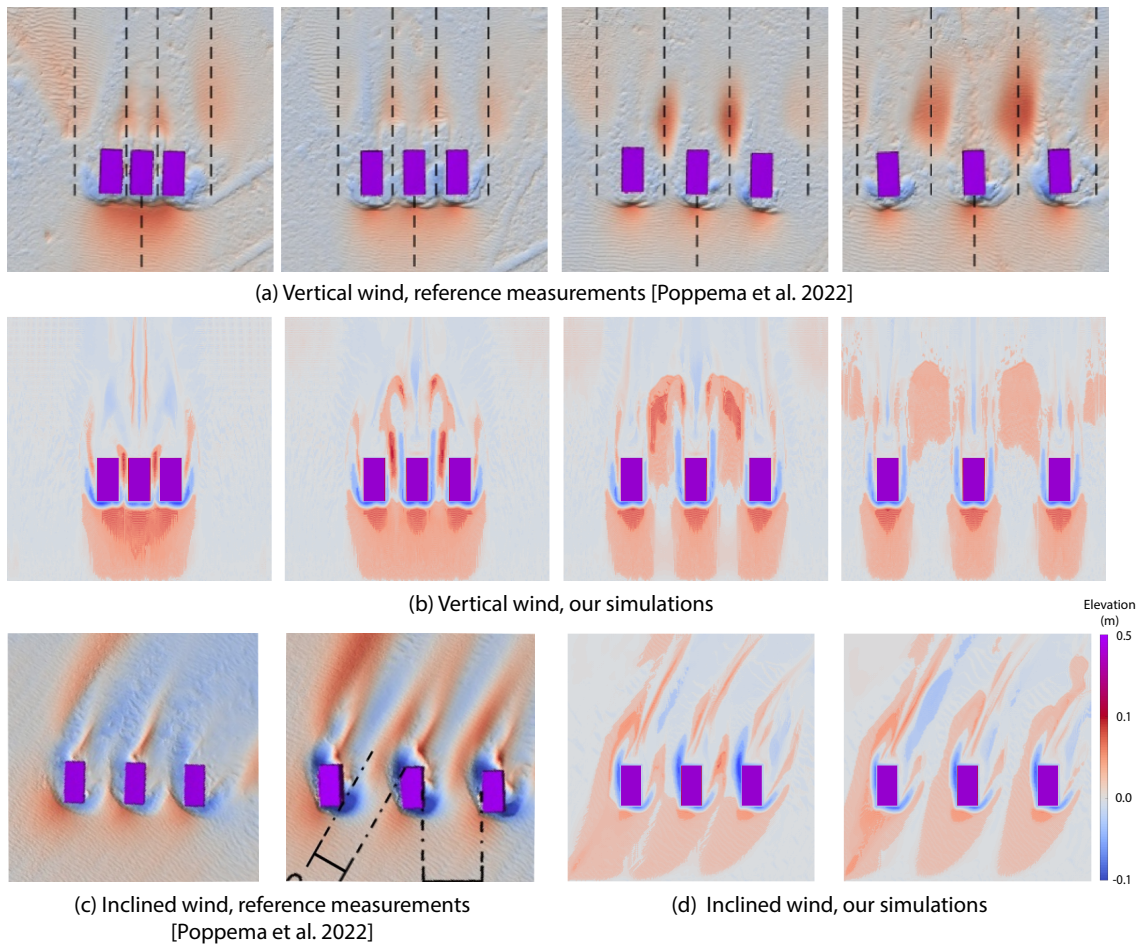 (a) Vertical wind, reference measurements [Poppema et al. 2022]
(b) Vertical wind, our simulations
Elevation
(m)
0.5
0.1
0.0
-0.1
(c) Inclined wind, reference measurements
[Poppema et al. 2022]
(d) Inclined wind, our simulations